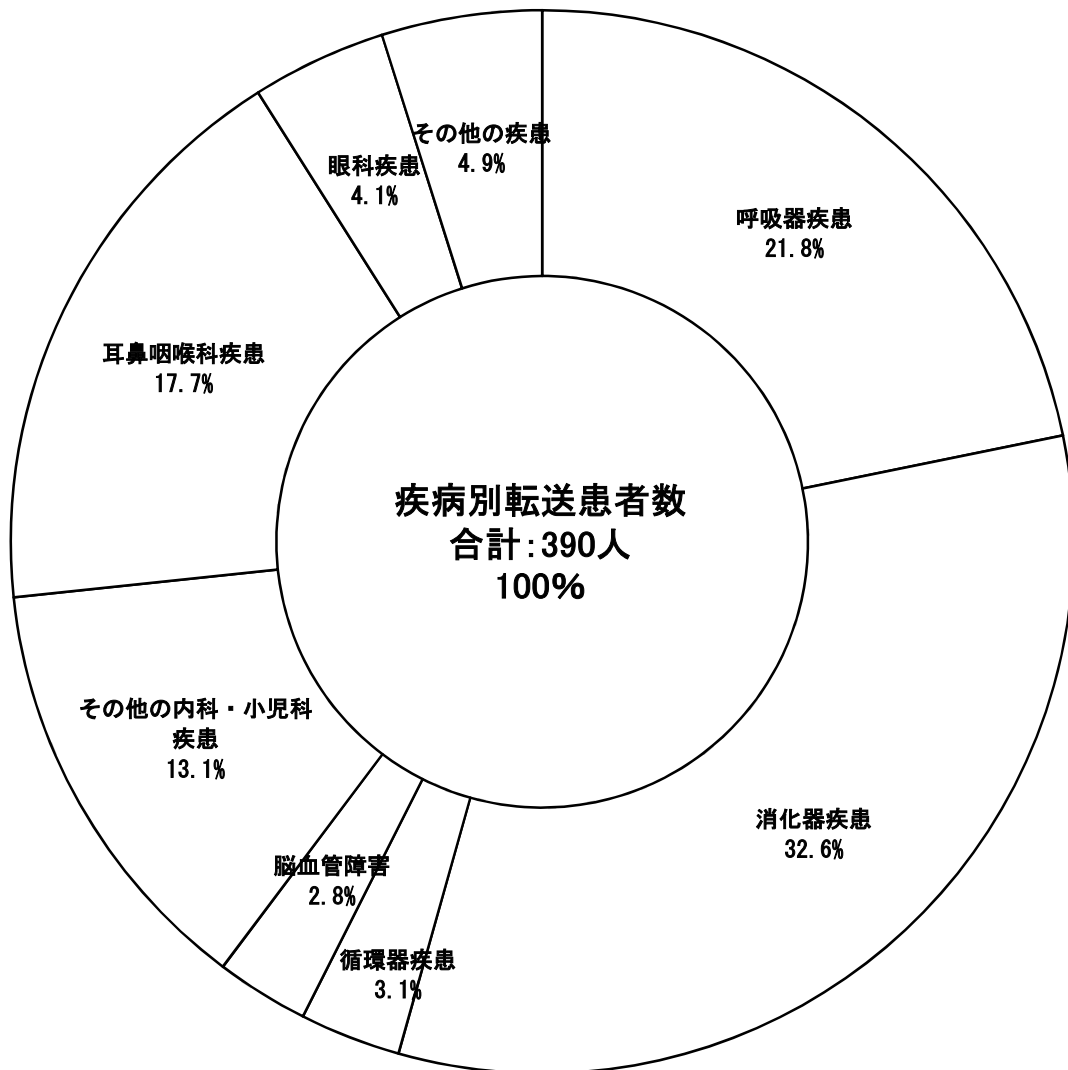 その他の疾患
4.9%
眼科疾患
4.1%
呼吸器疾患
21.8%
耳鼻咽喉科疾患
17.7%
疾病別転送患者数
合計:390人
100%
その他の内科・小児科
疾患
13.1%
消化器疾患
32.6%
脳血管障害
2.8%
循環器疾患
3.1%